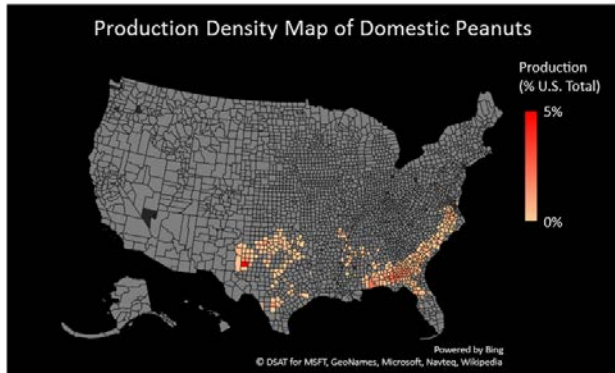 Production Density Map of Domestic Peanuts
Production
(% U.S. Total)
5%
0%
Powered by Bing
© DSAT for MSFT, GeoNames, Microsoft, Navteq, Wikipedia